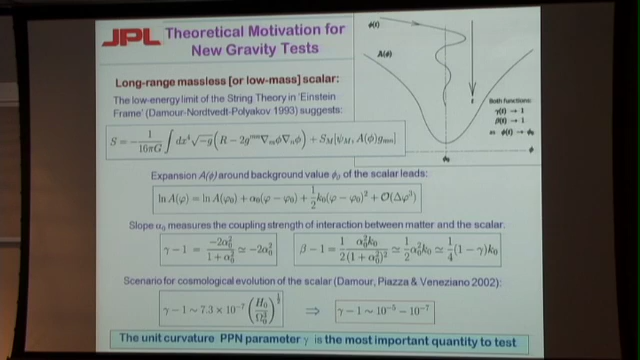 JPL
Theoretical Motivation for
New Gravity Tests
Long-range massless [or low-mass] scalar:
The low-energy limit of the String Theory in 'Einstein
Frame' (Damour-Nordtvedt-Polyakov 1993) suggests:
S = -1/16πG ∫ dx⁴√-g (R - 2g^{mn}∇_mφ∇_nφ) + S_M[ψ_M, A(φ)g_{mn}]
φ(t)
A(φ)
t
φ₀
Both functions:
γ(t) → 1
β(t) → 1
as φ(t) → φ₀
Expansion A(φ) around background value φ₀ of the scalar leads:
ln A(φ) = ln A(φ₀) + α₀(φ - φ₀) + 1/2 k₀(φ - φ₀)² + O(Δφ³)
Slope α₀ measures the coupling strength of interaction between matter and the scalar.
γ - 1 = -2α₀²/1 + α₀² ≃ -2α₀²
β - 1 = 1/2 α₀²k₀/(1 + α₀²)² ≃ 1/2 α₀²k₀ ≃ 1/4 (1 - γ)k₀
Scenario for cosmological evolution of the scalar (Damour, Piazza & Veneziano 2002):
γ - 1 ~ 7.3 × 10⁻⁷ (H₀/Ω₀³)^{1/2} ⇒ γ - 1 ~ 10⁻⁵ - 10⁻⁷
The unit curvature PPN parameter γ is the most important quantity to test